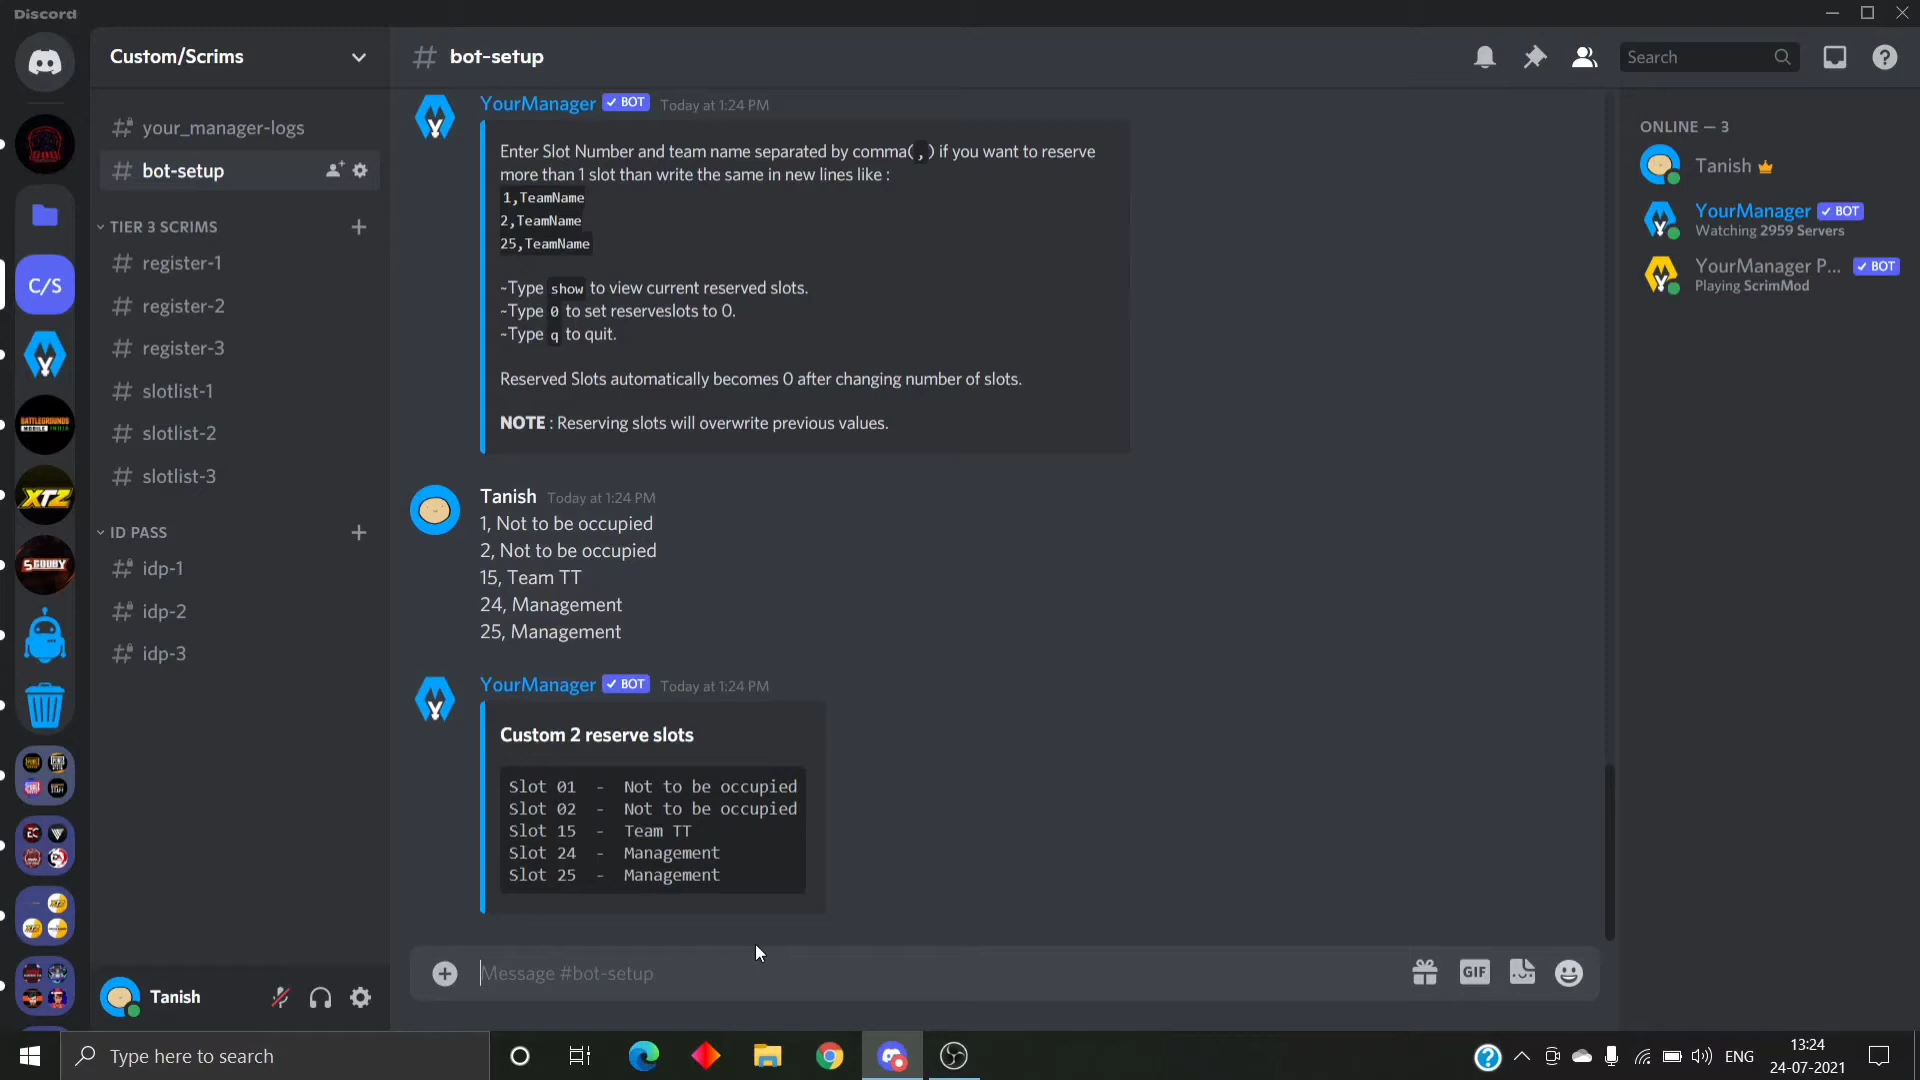 Discord
Custom/Scrims
bot-setup
Search
your_manager-logs
bot-setup
TIER 3 SCRIMS
register-1
register-2
register-3
slotlist-1
slotlist-2
slotlist-3
ID PASS
idp-1
idp-2
idp-3
C/S
BATTLEGROUNDS
MOBILE INDIA
XTZ
SCOUBY
Tanish
YourManager BOT Today at 1:24 PM
Enter Slot Number and team name separated by comma(,) if you want to reserve
more than 1 slot than write the same in new lines like :
1,TeamName
2,TeamName
25,TeamName
~Type show to view current reserved slots.
~Type 0 to set reserveslots to 0.
~Type q to quit.
Reserved Slots automatically becomes 0 after changing number of slots.
NOTE : Reserving slots will overwrite previous values.
Tanish Today at 1:24 PM
1, Not to be occupied
2, Not to be occupied
15, Team TT
24, Management
25, Management
YourManager BOT Today at 1:24 PM
Custom 2 reserve slots
Slot 01 - Not to be occupied
Slot 02 - Not to be occupied
Slot 15 - Team TT
Slot 24 - Management
Slot 25 - Management
Message #bot-setup
GIF
ONLINE — 3
Tanish
YourManager BOT
Watching 2959 Servers
YourManager P... BOT
Playing ScrimMod
Type here to search
ENG
13:24
24-07-2021